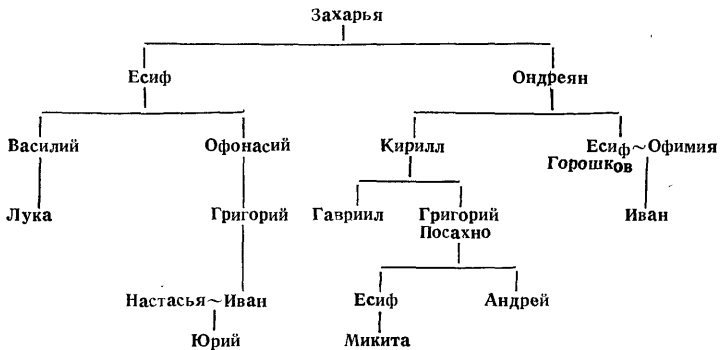 Захарья
Есиф Ондреян
Василий Офонасий Кирилл Есиф~Офимия
Горошков
Лука Григорий Гавриил Григорий Иван
Посахно
Настасья~Иван Есиф Андрей
Юрий Микита